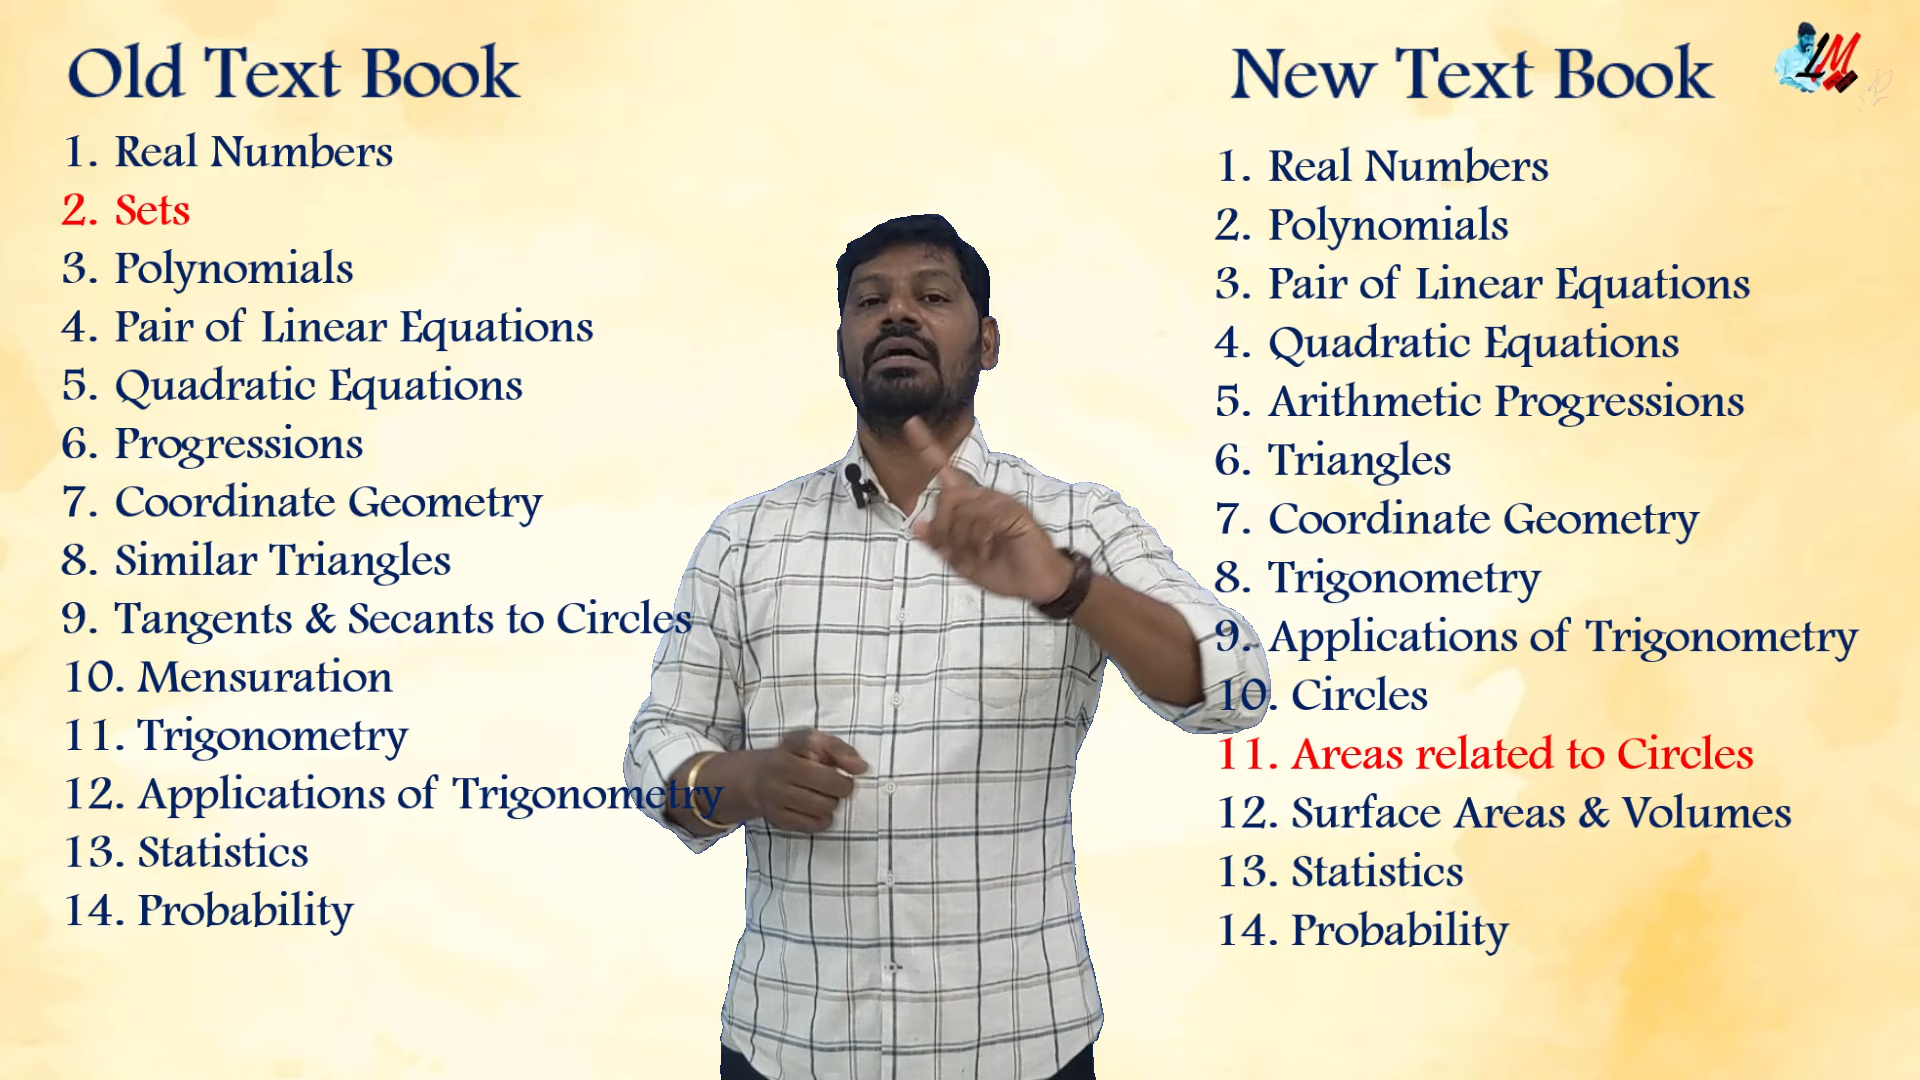 Old Text Book
1. Real Numbers
2. Sets
3. Polynomials
4. Pair of Linear Equations
5. Quadratic Equations
6. Progressions
7. Coordinate Geometry
8. Similar Triangles
9. Tangents & Secants to Circles
10. Mensuration
11. Trigonometry
12. Applications of Trigonometry
13. Statistics
14. Probability
New Text Book
1. Real Numbers
2. Polynomials
3. Pair of Linear Equations
4. Quadratic Equations
5. Arithmetic Progressions
6. Triangles
7. Coordinate Geometry
8. Trigonometry
9. Applications of Trigonometry
10. Circles
11. Areas related to Circles
12. Surface Areas & Volumes
13. Statistics
14. Probability
LM